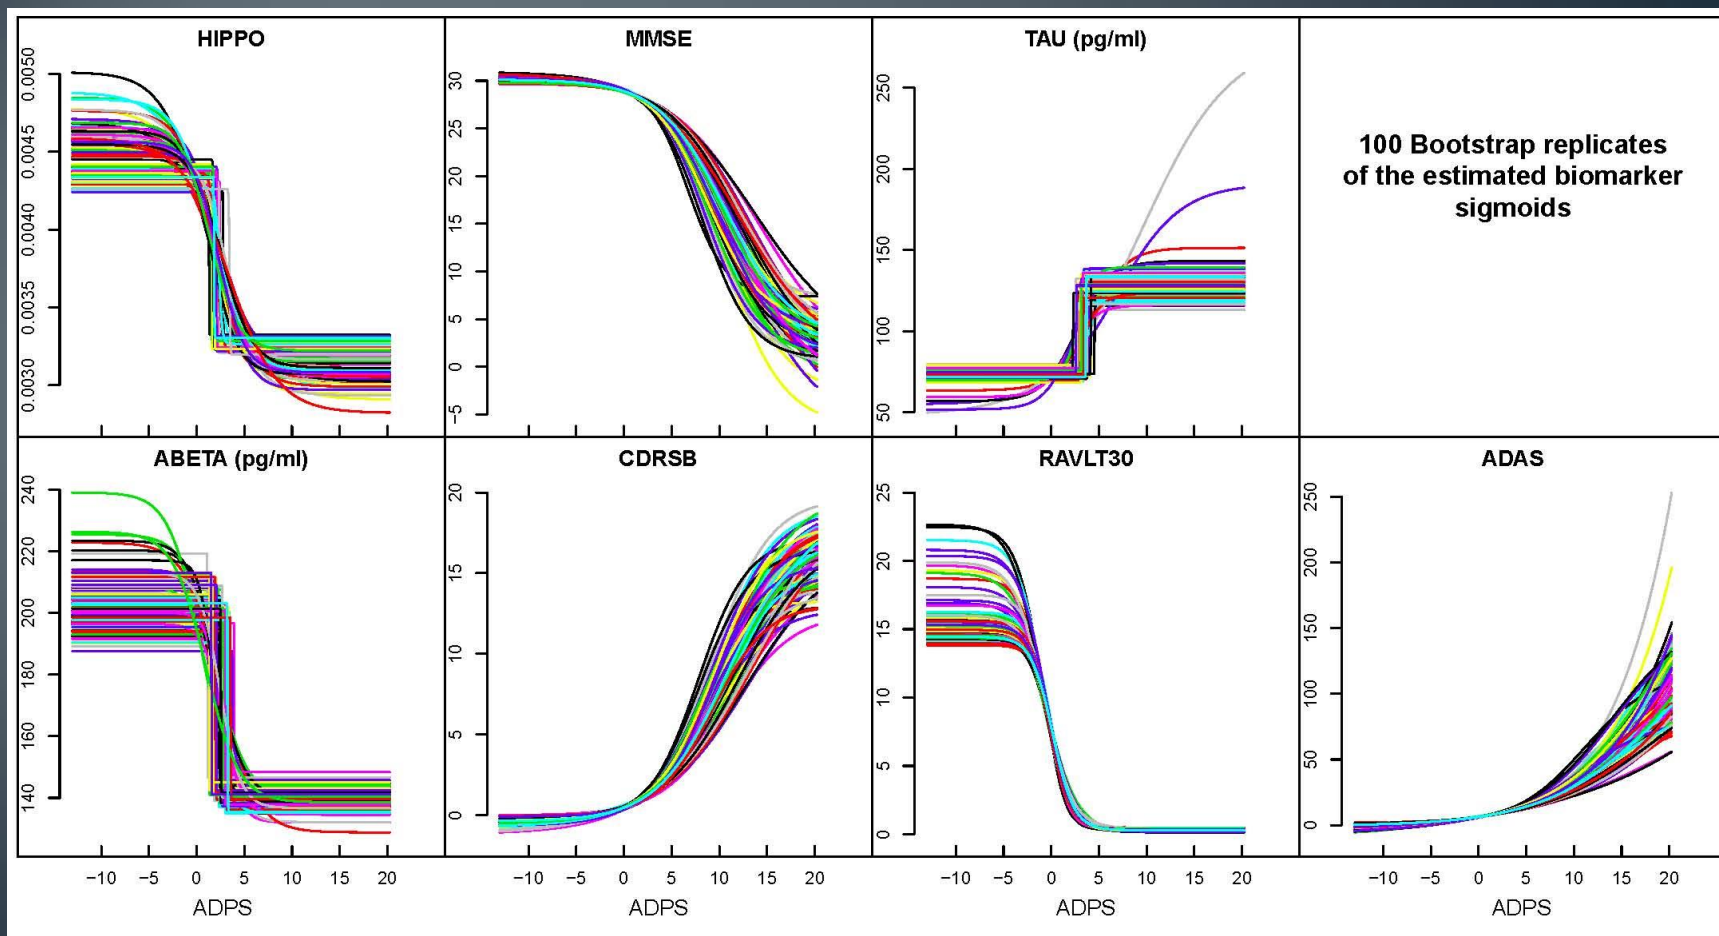 HIPPO
0.0050
0.0045
0.0040
0.0035
0.0030
MMSE
30
25
20
15
10
5
0
−5
TAU (pg/ml)
250
200
150
100
50
100 Bootstrap replicates
of the estimated biomarker
sigmoids
ABETA (pg/ml)
240
220
200
180
160
140
−10 −5 0 5 10 15 20
ADPS
CDRSB
20
15
10
5
0
−10 −5 0 5 10 15 20
ADPS
RAVLT30
25
20
15
10
5
0
−10 −5 0 5 10 15 20
ADPS
ADAS
250
200
150
100
50
0
−10 −5 0 5 10 15 20
ADPS